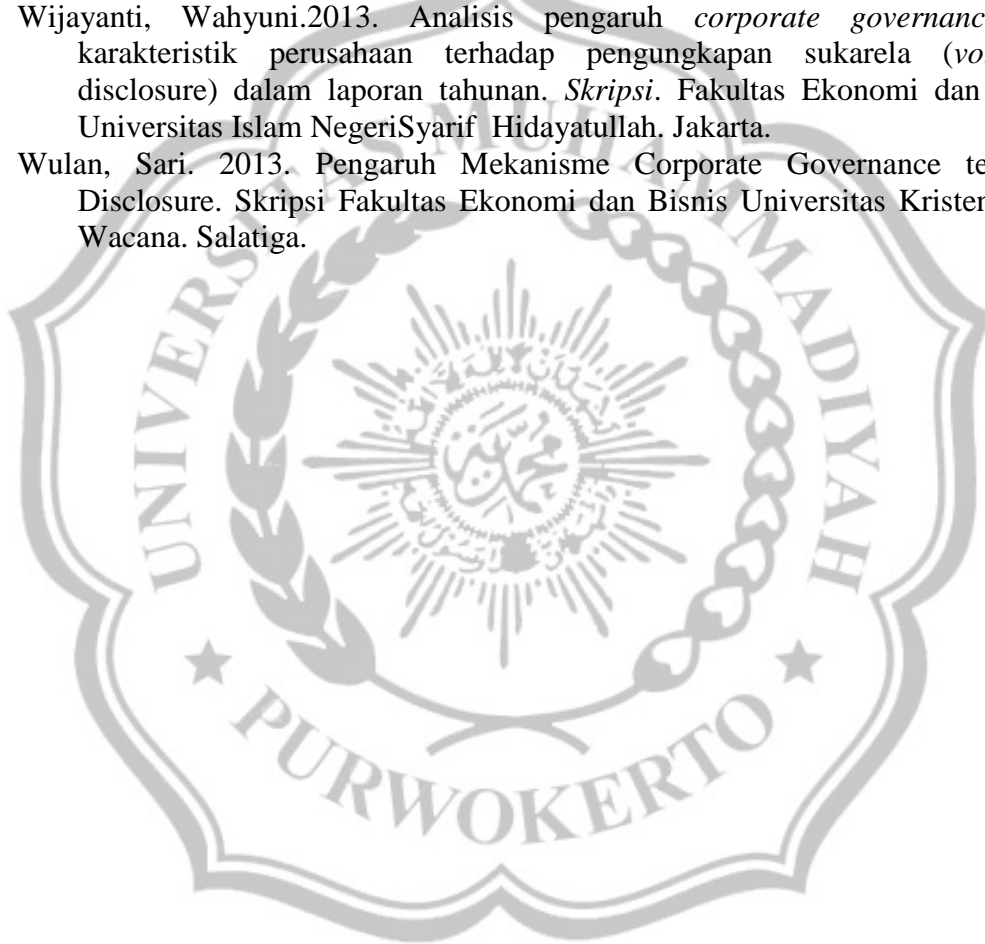 Wijayanti, Wahyuni.2013. Analisis pengaruh corporate governanc
karakteristik perusahaan terhadap pengungkapan sukarela (vo
disclosure) dalam laporan tahunan. Skripsi. Fakultas Ekonomi dan
Universitas Islam NegeriSyarif Hidayatullah. Jakarta.
Wulan, Sari. 2013. Pengaruh Mekanisme Corporate Governance te
Disclosure. Skripsi Fakultas Ekonomi dan Bisnis Universitas Kristen
Wacana. Salatiga.
UNIVERSITAS MUHAMMADIYAH
PURWOKERTO